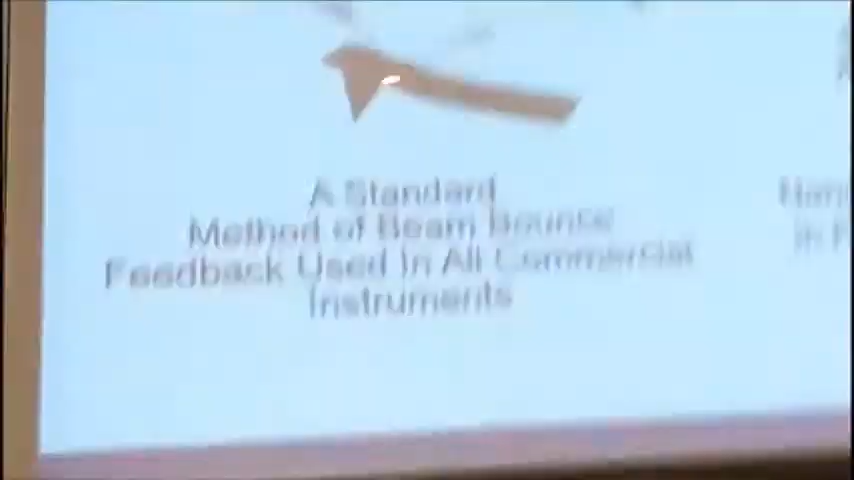 A Standard
Method of Beam Bounce
Feedback Used In All Commercial
Instruments